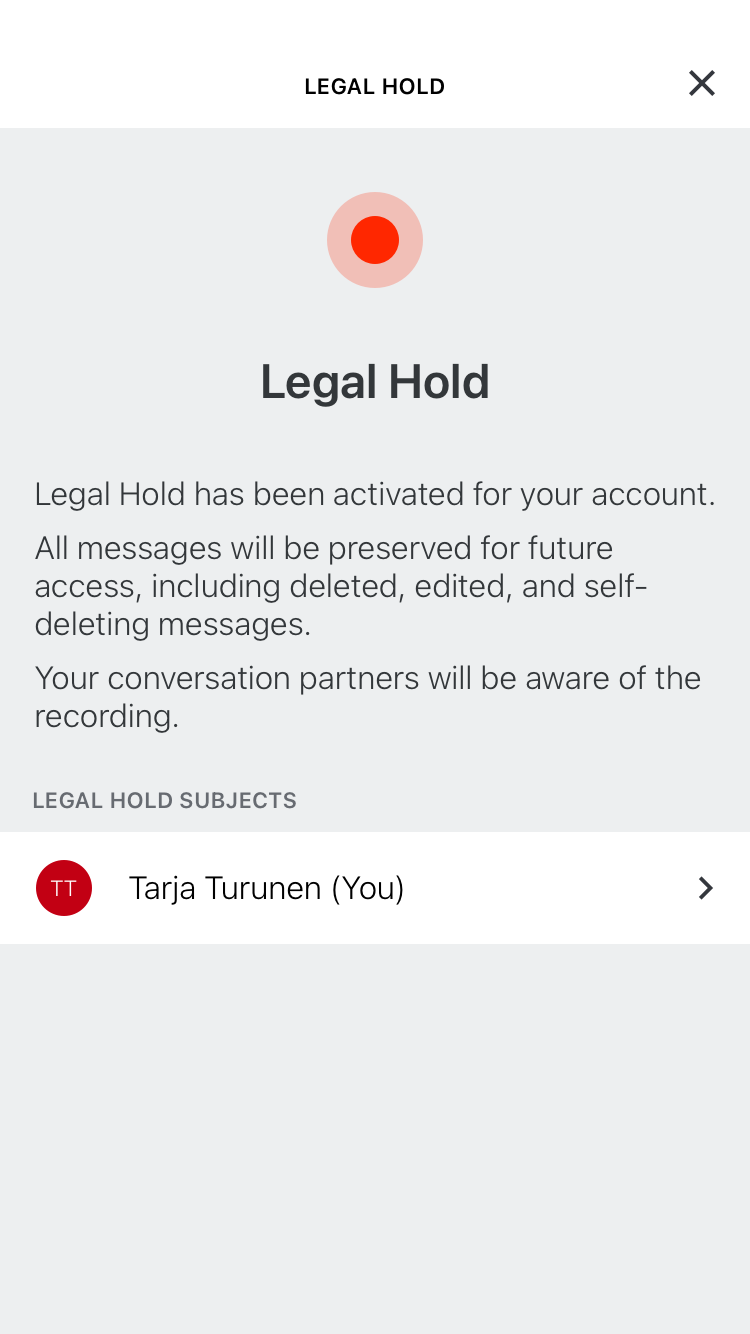 LEGAL HOLD
Legal Hold
Legal Hold has been activated for your account.
All messages will be preserved for future
access, including deleted, edited, and self-
deleting messages.
Your conversation partners will be aware of the
recording.
LEGAL HOLD SUBJECTS
TT
Tarja Turunen (You)